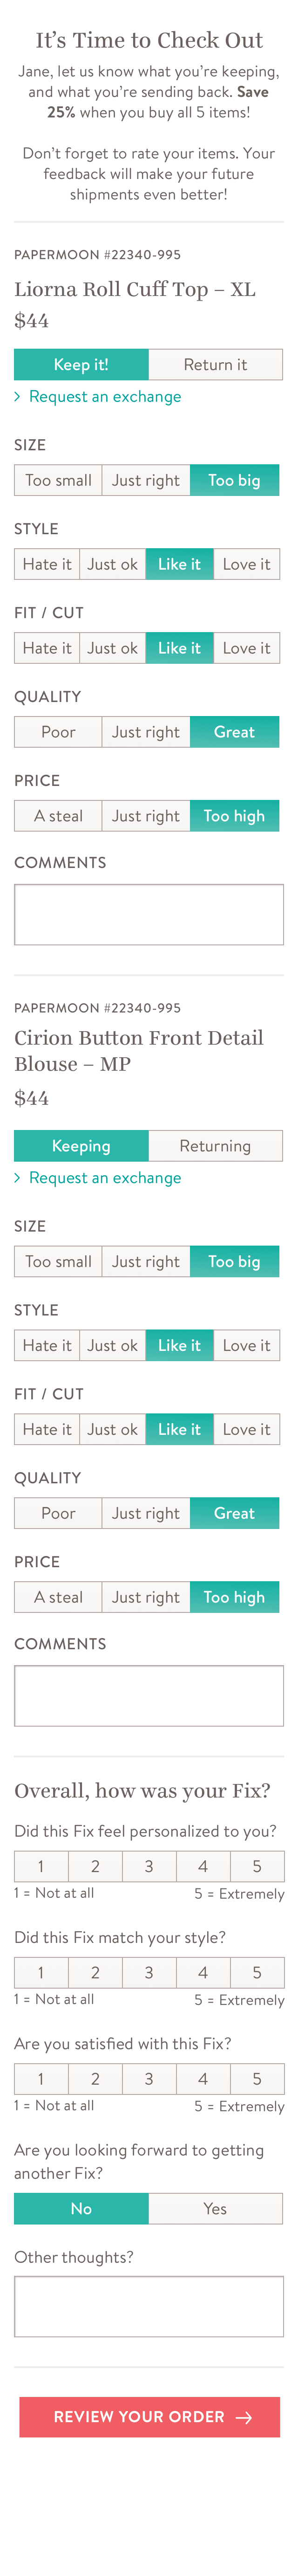 It's Time to Check Out
Jane, let us know what you're keeping,
and what you're sending back. Save
25% when you buy all 5 items!
Don't forget to rate your items. Your
feedback will make your future
shipments even better!
PAPERMOON #22340-995
Liorna Roll Cuff Top – XL
$44
Keep it! Return it
> Request an exchange
SIZE
Too small Just right Too big
STYLE
Hate it Just ok Like it Love it
FIT / CUT
Hate it Just ok Like it Love it
QUALITY
Poor Just right Great
PRICE
A steal Just right Too high
COMMENTS
PAPERMOON #22340-995
Cirion Button Front Detail
Blouse – MP
$44
Keeping Returning
> Request an exchange
SIZE
Too small Just right Too big
STYLE
Hate it Just ok Like it Love it
FIT / CUT
Hate it Just ok Like it Love it
QUALITY
Poor Just right Great
PRICE
A steal Just right Too high
COMMENTS
Overall, how was your Fix?
Did this Fix feel personalized to you?
1 2 3 4 5
1 = Not at all 5 = Extremely
Did this Fix match your style?
1 2 3 4 5
1 = Not at all 5 = Extremely
Are you satisfied with this Fix?
1 2 3 4 5
1 = Not at all 5 = Extremely
Are you looking forward to getting
another Fix?
No Yes
Other thoughts?
REVIEW YOUR ORDER →